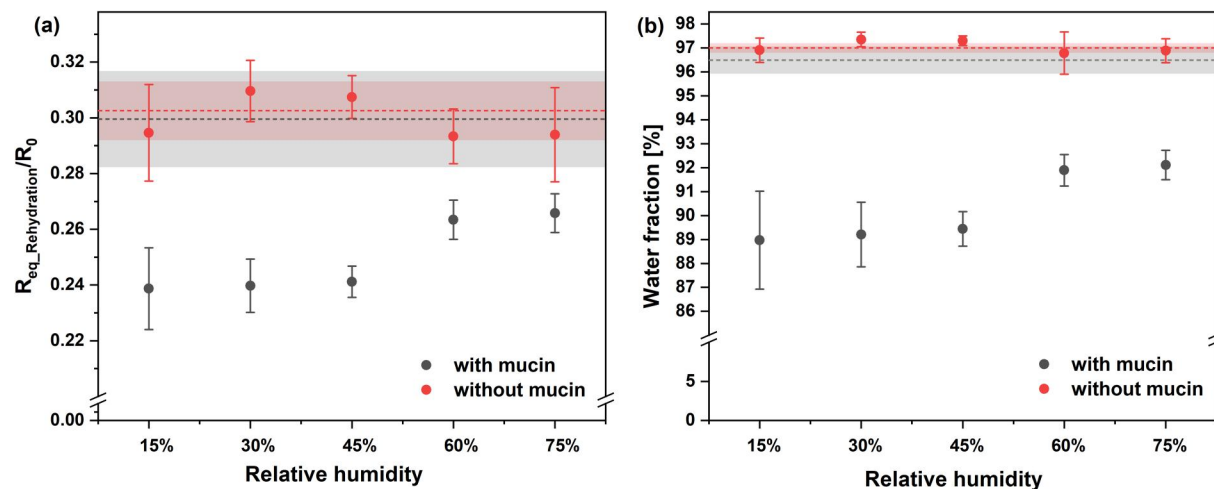 (a)
0.32
0.30
0.28
0.26
0.24
0.22
0.00
R_eq_Rehydration/R_0
15% 30% 45% 60% 75%
Relative humidity
with mucin
without mucin
(b)
98
97
96
95
94
93
92
91
90
89
88
87
86
5
0
Water fraction [%]
15% 30% 45% 60% 75%
Relative humidity
with mucin
without mucin